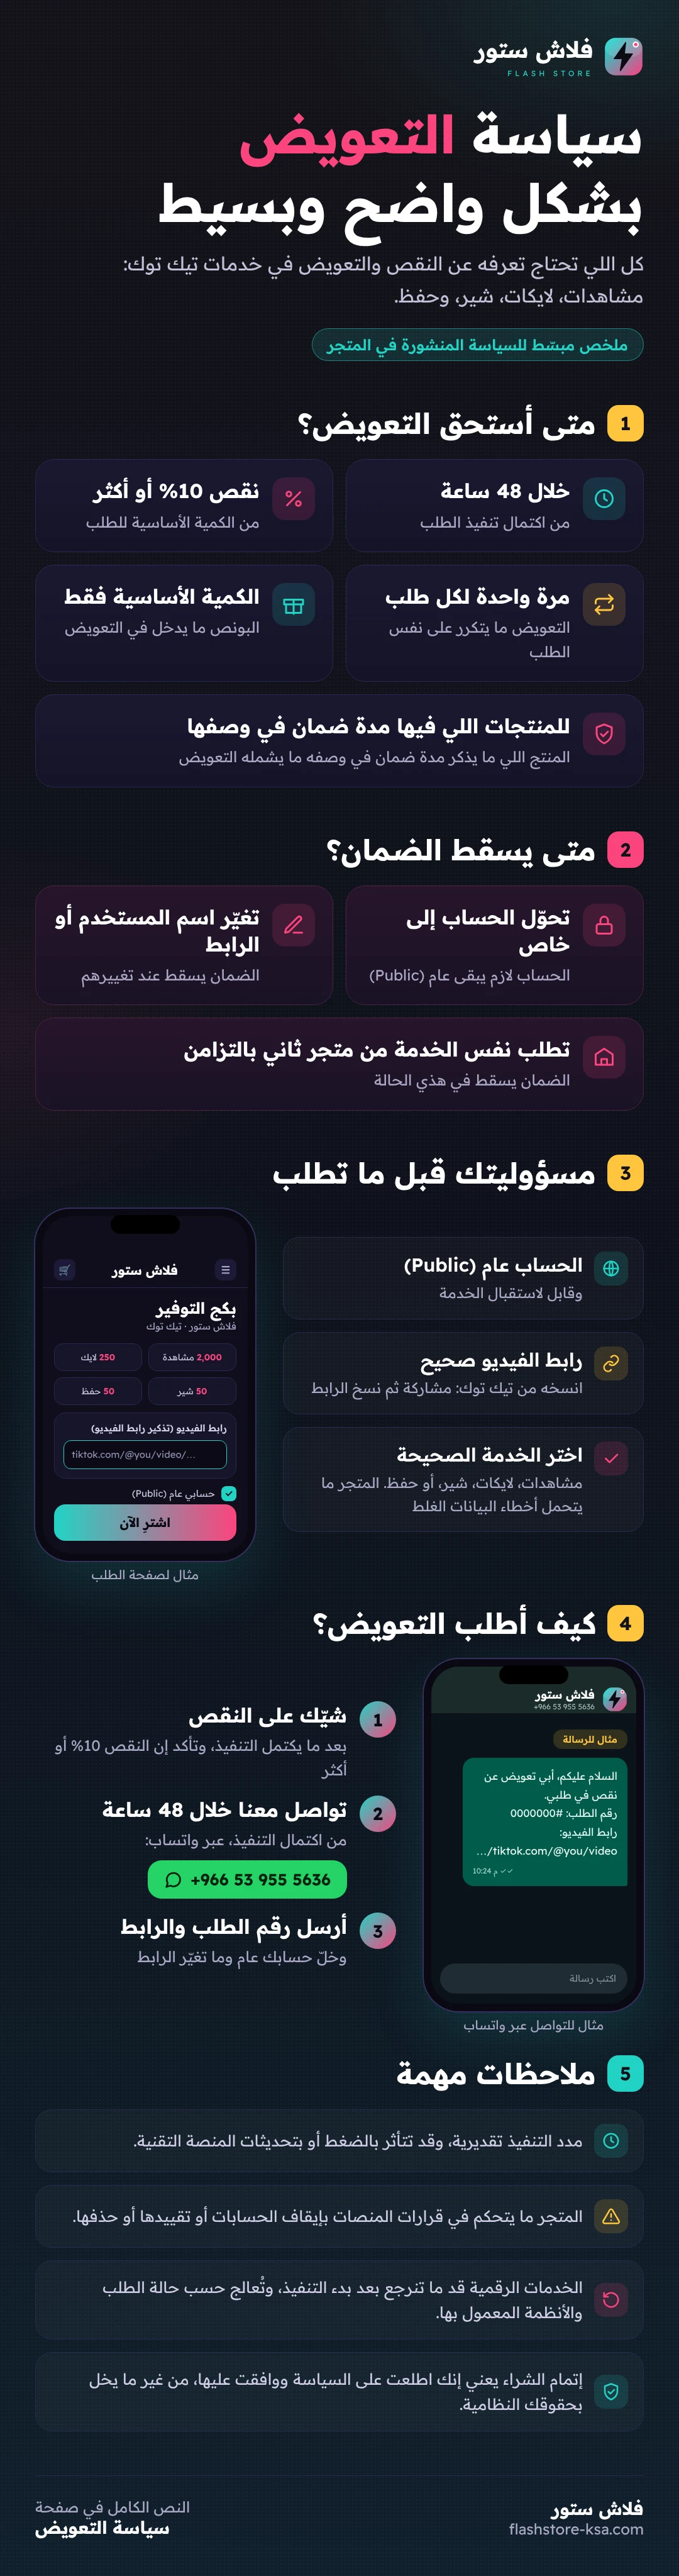 فلاش ستور
FLASH STORE
سياسة التعويض
بشكل واضح وبسيط
كل اللي تحتاج تعرفه عن النقص والتعويض في خدمات تيك توك:
مشاهدات، لايكات، شير، وحفظ.
ملخص مبسّط للسياسة المنشورة في المتجر
1
متى أستحق التعويض؟
خلال 48 ساعة
من اكتمال تنفيذ الطلب
نقص 10% أو أكثر
من الكمية الأساسية للطلب
مرة واحدة لكل طلب
التعويض ما يتكرر على نفس
الطلب
الكمية الأساسية فقط
البونص ما يدخل في التعويض
للمنتجات اللي فيها مدة ضمان في وصفها
المنتج اللي ما يذكر مدة ضمان في وصفه ما يشمله التعويض
2
متى يسقط الضمان؟
تحوّل الحساب إلى
خاص
الحساب لازم يبقى عام (Public)
تغيّر اسم المستخدم أو
الرابط
الضمان يسقط عند تغييرهم
تطلب نفس الخدمة من متجر ثاني بالتزامن
الضمان يسقط في هذي الحالة
3
مسؤوليتك قبل ما تطلب
الحساب عام (Public)
وقابل لاستقبال الخدمة
رابط الفيديو صحيح
انسخه من تيك توك: مشاركة ثم نسخ الرابط
اختر الخدمة الصحيحة
مشاهدات، لايكات، شير، أو حفظ. المتجر ما
يتحمل أخطاء البيانات الغلط
فلاش ستور
بكج التوفير
فلاش ستور · تيك توك
2,000 مشاهدة
250 لايك
50 شير
50 حفظ
رابط الفيديو (تذكير رابط الفيديو)
tiktok.com/@you/video/...
حسابي عام (Public)
اشترِ الآن
مثال لصفحة الطلب
4
كيف أطلب التعويض؟
فلاش ستور
+966 53 955 5636
مثال للرسالة
السلام عليكم، أبي تعويض عن
نقص في طلبي.
رقم الطلب: #0000000
رابط الفيديو:
tiktok.com/@you/video/...
10:24 م ✓✓
اكتب رسالة
مثال للتواصل عبر واتساب
1
شيّك على النقص
بعد ما يكتمل التنفيذ، وتأكد إن النقص 10% أو
أكثر
2
تواصل معنا خلال 48 ساعة
من اكتمال التنفيذ، عبر واتساب:
+966 53 955 5636
3
أرسل رقم الطلب والرابط
وخلّ حسابك عام وما تغيّر الرابط
5
ملاحظات مهمة
مدد التنفيذ تقديرية، وقد تتأثر بالضغط أو بتحديثات المنصة التقنية.
المتجر ما يتحكم في قرارات المنصات بإيقاف الحسابات أو تقييدها أو حذفها.
الخدمات الرقمية قد ما تنرجع بعد بدء التنفيذ، وتُعالج حسب حالة الطلب
والأنظمة المعمول بها.
إتمام الشراء يعني إنك اطلعت على السياسة ووافقت عليها، من غير ما يخل
بحقوقك النظامية.
فلاش ستور
flashstore-ksa.com
النص الكامل في صفحة
سياسة التعويض